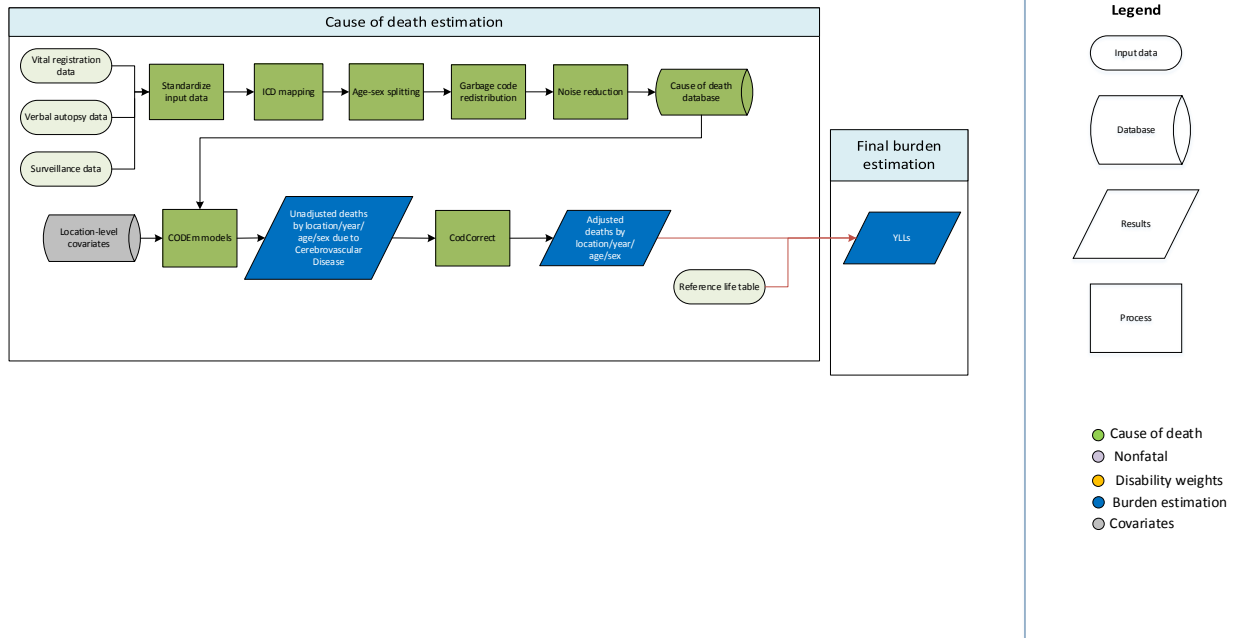 Cause of death estimation
Vital registration
data
Verbal autopsy data
Surveillance data
Standardize
input data
ICD mapping
Age-sex splitting
Garbage code
redistribution
Noise reduction
Cause of death
database
Location-level
covariates
CODEm models
Unadjusted deaths
by location/year/
age/sex due to
Cerebrovascular
Disease
CodCorrect
Adjusted
deaths by
location/year/
age/sex
Reference life table
Final burden
estimation
YLLs
Legend
Input data
Database
Results
Process
Cause of death
Nonfatal
Disability weights
Burden estimation
Covariates